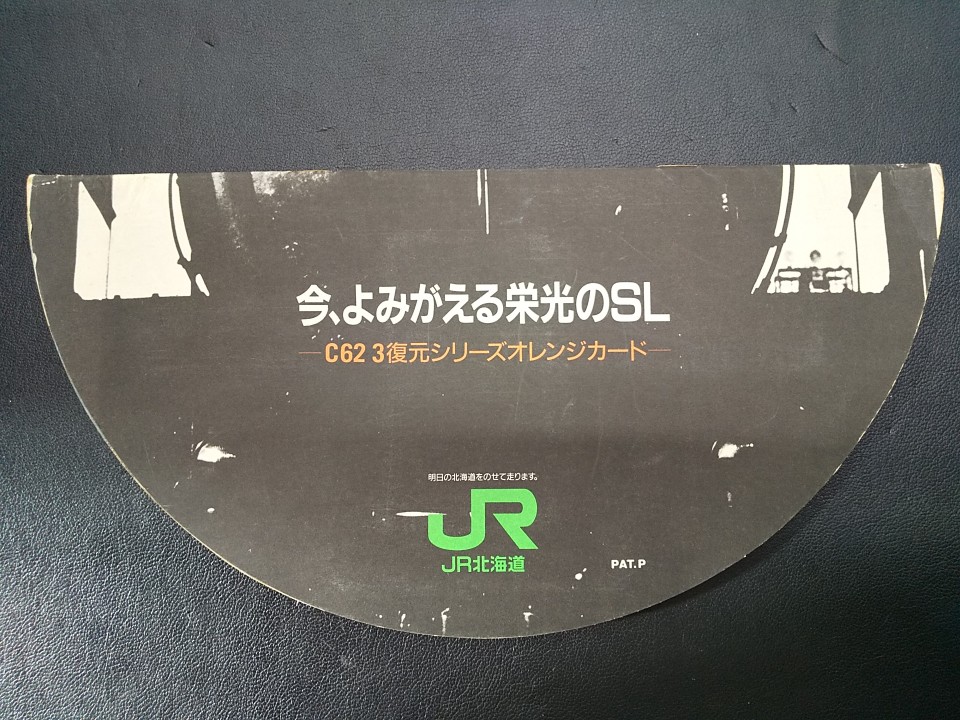 今、よみがえる栄光のSL
—C62 3復元シリーズオレンジカード—
明日の北海道をのせて走ります。
JR
JR北海道
PAT.P